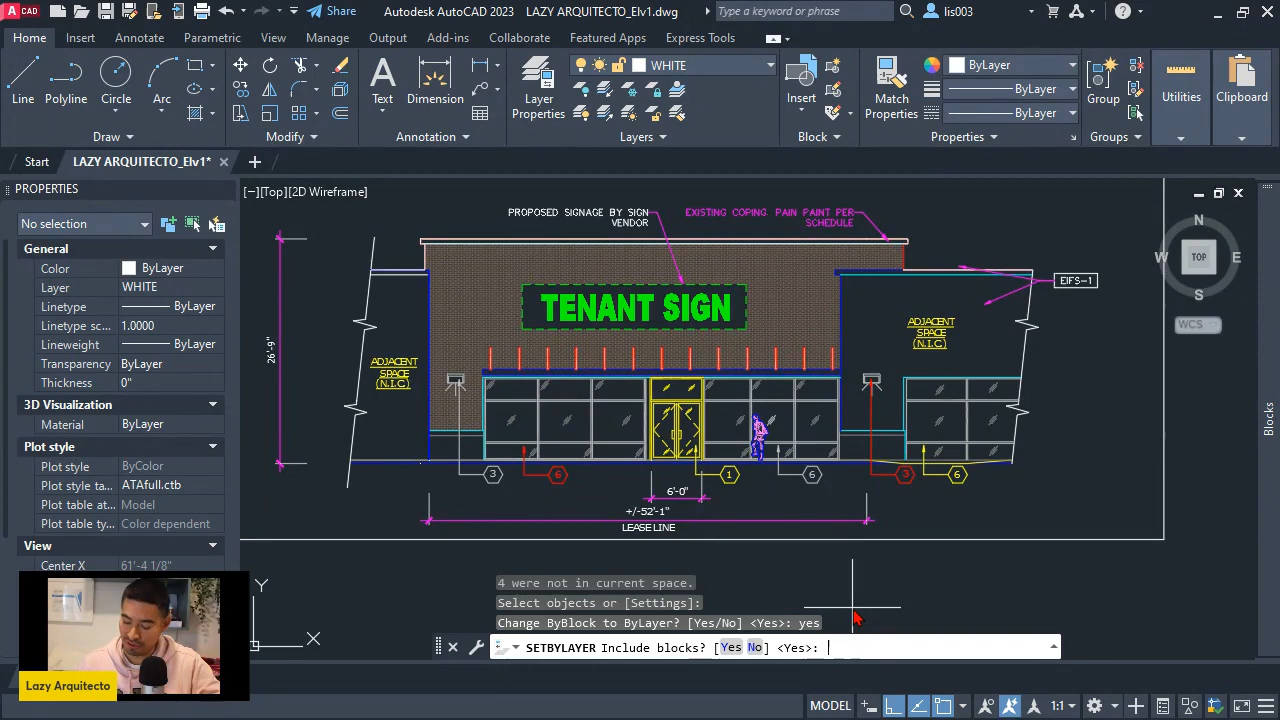 A CAD
Share
Autodesk AutoCAD 2023
LAZY ARQUITECTO_Elv1.dwg
Type a keyword or phrase
lis003
Home
Insert
Annotate
Parametric
View
Manage
Output
Add-ins
Collaborate
Featured Apps
Express Tools
Line
Polyline
Circle
Arc
Draw
Modify
Text
Dimension
Annotation
Layer
Properties
WHITE
Layers
Insert
Block
Match
Properties
ByLayer
ByLayer
ByLayer
Properties
Group
Groups
Utilities
Clipboard
Start
LAZY ARQUITECTO_Elv1*
PROPERTIES
No selection
General
Color ByLayer
Layer WHITE
Linetype ByLayer
Linetype sc... 1.0000
Lineweight ByLayer
Transparency ByLayer
Thickness 0"
3D Visualization
Material ByLayer
Plot style
Plot style ByColor
Plot style ta... ATAfull.ctb
Plot table at... Model
Plot table ty... Color dependent
View
Center X 61'-4 1/8"
[−][Top][2D Wireframe]
PROPOSED SIGNAGE BY SIGN
VENDOR
EXISTING COPING. PAIN PAINT PER
SCHEDULE
N
W
TOP
E
S
WCS
EIFS-1
TENANT SIGN
26'-9"
ADJACENT
SPACE
(N.I.C.)
ADJACENT
SPACE
(N.I.C.)
3
6
1
6
3
6
6'-0"
+/-52'-1"
LEASE LINE
Blocks
Y
X
4 were not in current space.
Select objects or [Settings]:
Change ByBlock to ByLayer? [Yes/No] <Yes>: yes
SETBYLAYER Include blocks? [Yes No] <Yes>:
Lazy Arquitecto
MODEL
1:1